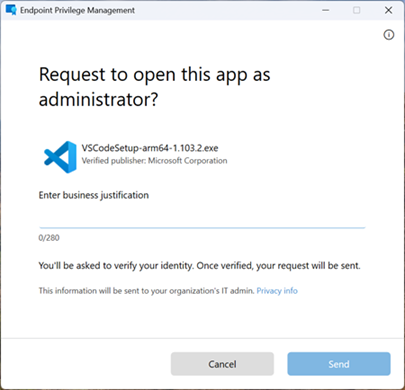 Endpoint Privilege Management
Request to open this app as
administrator?
VSCodeSetup-arm64-1.103.2.exe
Verified publisher: Microsoft Corporation
Enter business justification
0/280
You'll be asked to verify your identity. Once verified, your request will be sent.
This information will be sent to your organization's IT admin. Privacy info
Cancel
Send